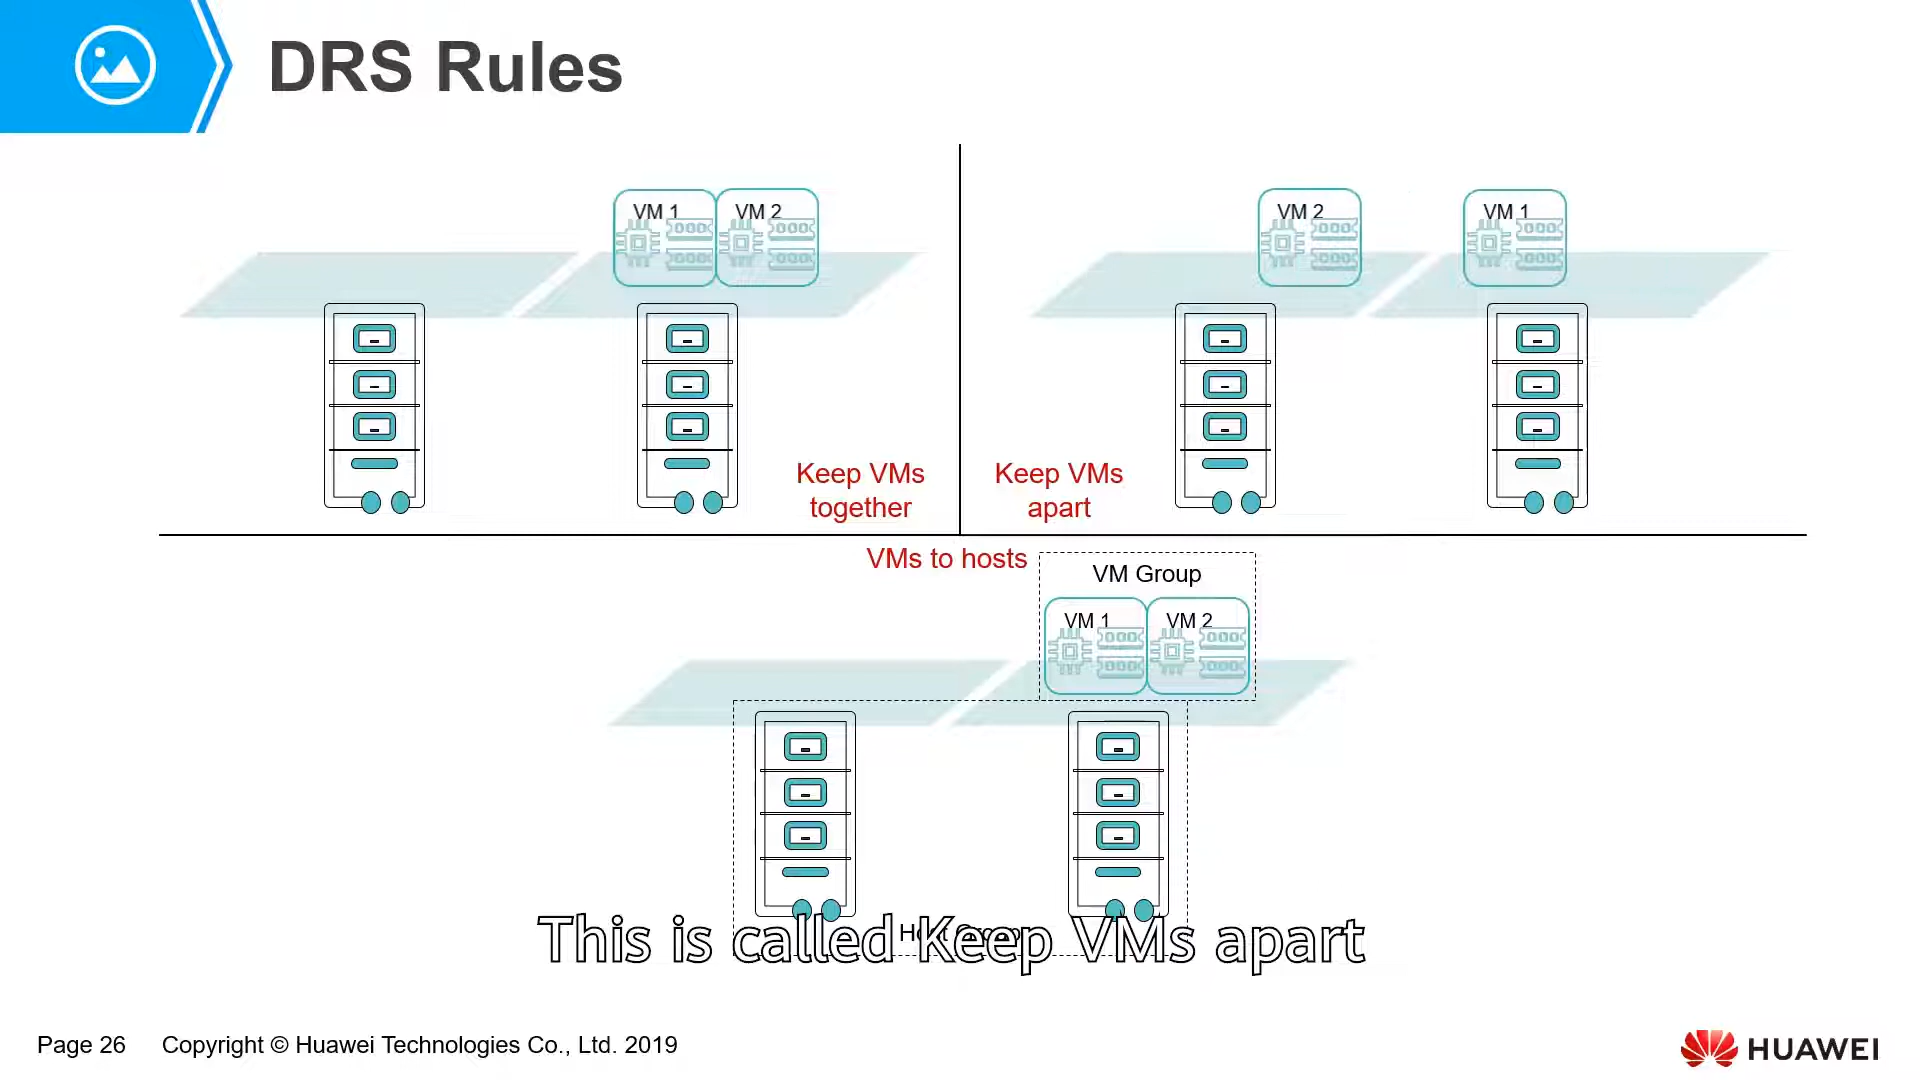 DRS Rules
VM 1
VM 2
VM 2
VM 1
Keep VMs
together
Keep VMs
apart
VMs to hosts
VM Group
VM 1
VM 2
This is called Keep VMs apart
Page 26
Copyright © Huawei Technologies Co., Ltd. 2019
HUAWEI